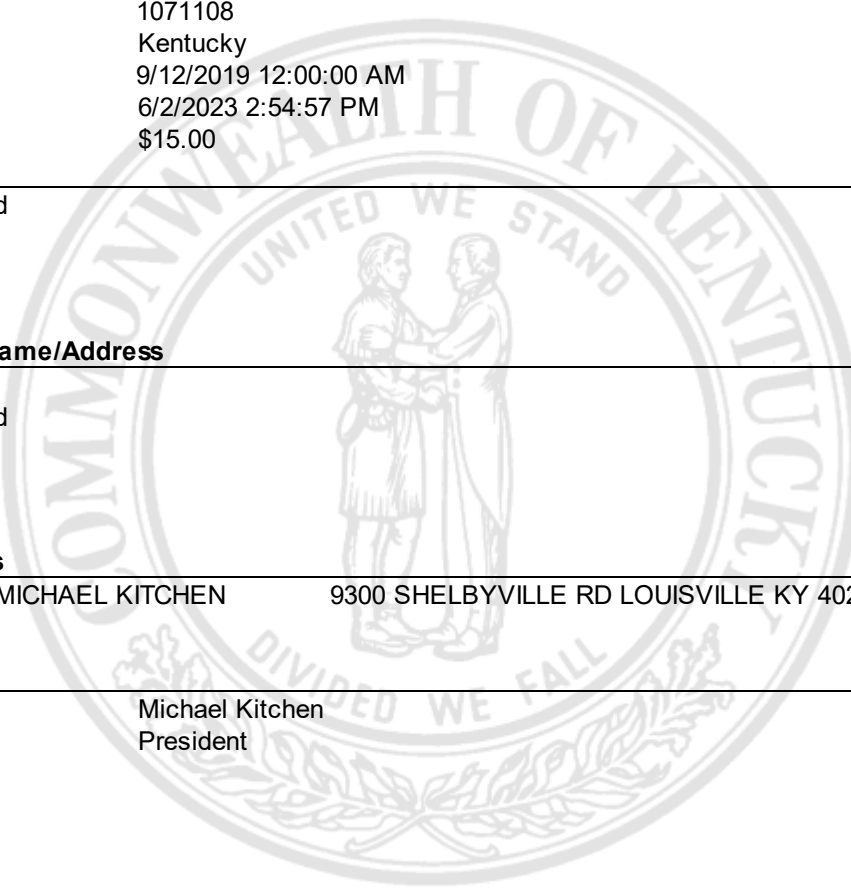 1071108
Kentucky
9/12/2019 12:00:00 AM
6/2/2023 2:54:57 PM
$15.00
COMMONWEALTH OF KENTUCKY
UNITED WE STAND
d
ame/Address
d
s
MICHAEL KITCHEN 9300 SHELBYVILLE RD LOUISVILLE KY 402
DIVIDED WE FALL
Michael Kitchen
President